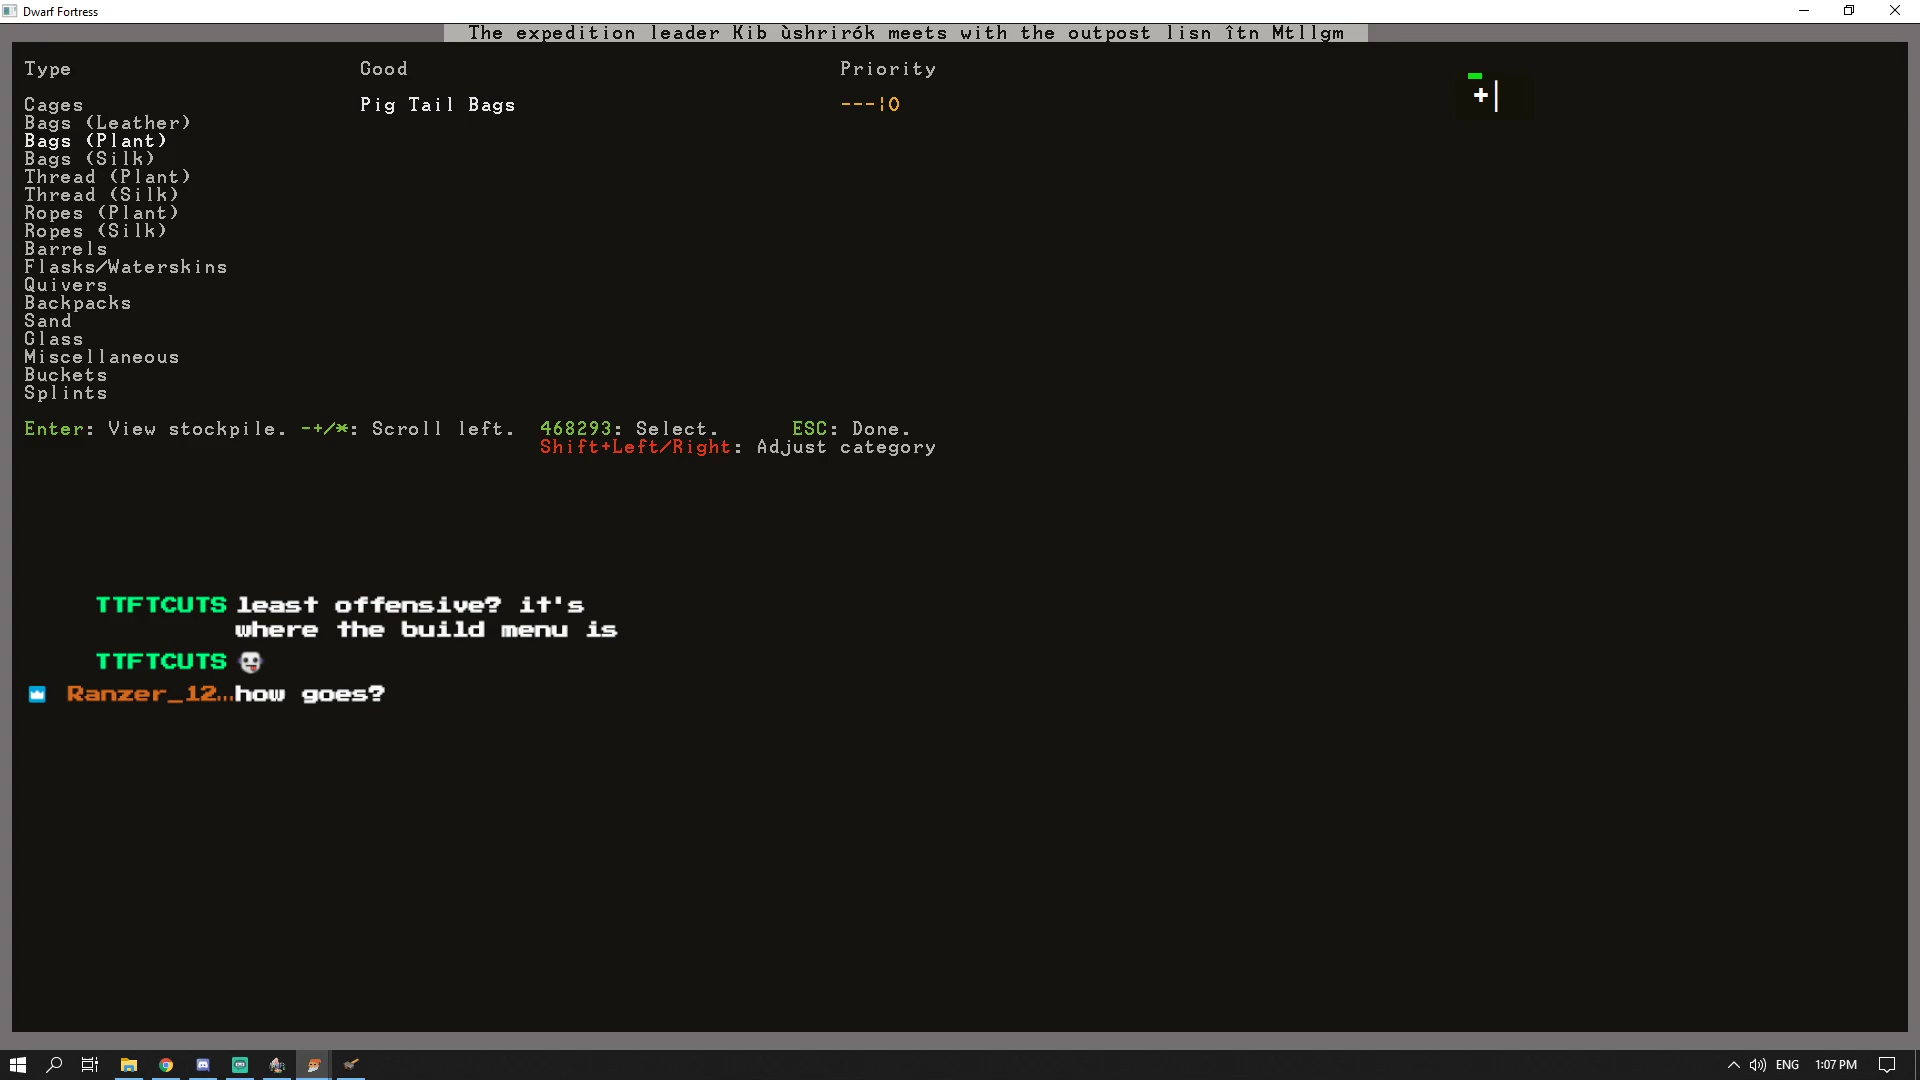 Dwarf Fortress
The expedition leader Kib ùshrirók meets with the outpost lisn îtn Mtllgm
Type Good Priority
Cages Pig Tail Bags ---¦0
Bags (Leather)
Bags (Plant)
Bags (Silk)
Thread (Plant)
Thread (Silk)
Ropes (Plant)
Ropes (Silk)
Barrels
Flasks/Waterskins
Quivers
Backpacks
Sand
Glass
Miscellaneous
Buckets
Splints
Enter: View stockpile. -+/*: Scroll left. 468293: Select. ESC: Done.
Shift+Left/Right: Adjust category
TTFTCUTS least offensive? it's
where the build menu is
TTFTCUTS
Ranzer_12… how goes?
ENG 1:07 PM